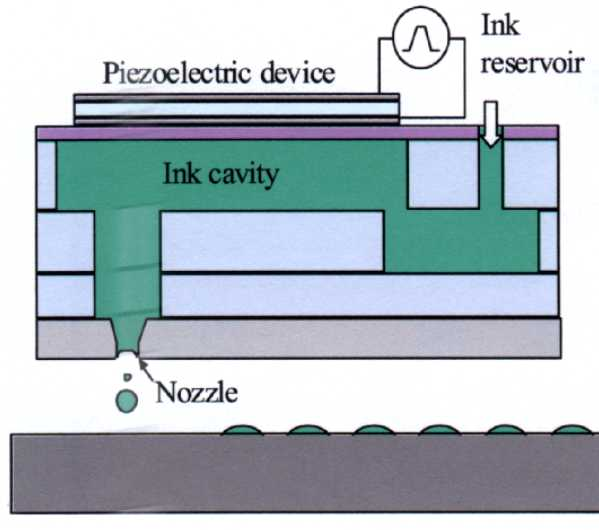 Ink
reservoir
Piezoelectric device
Ink cavity
Nozzle